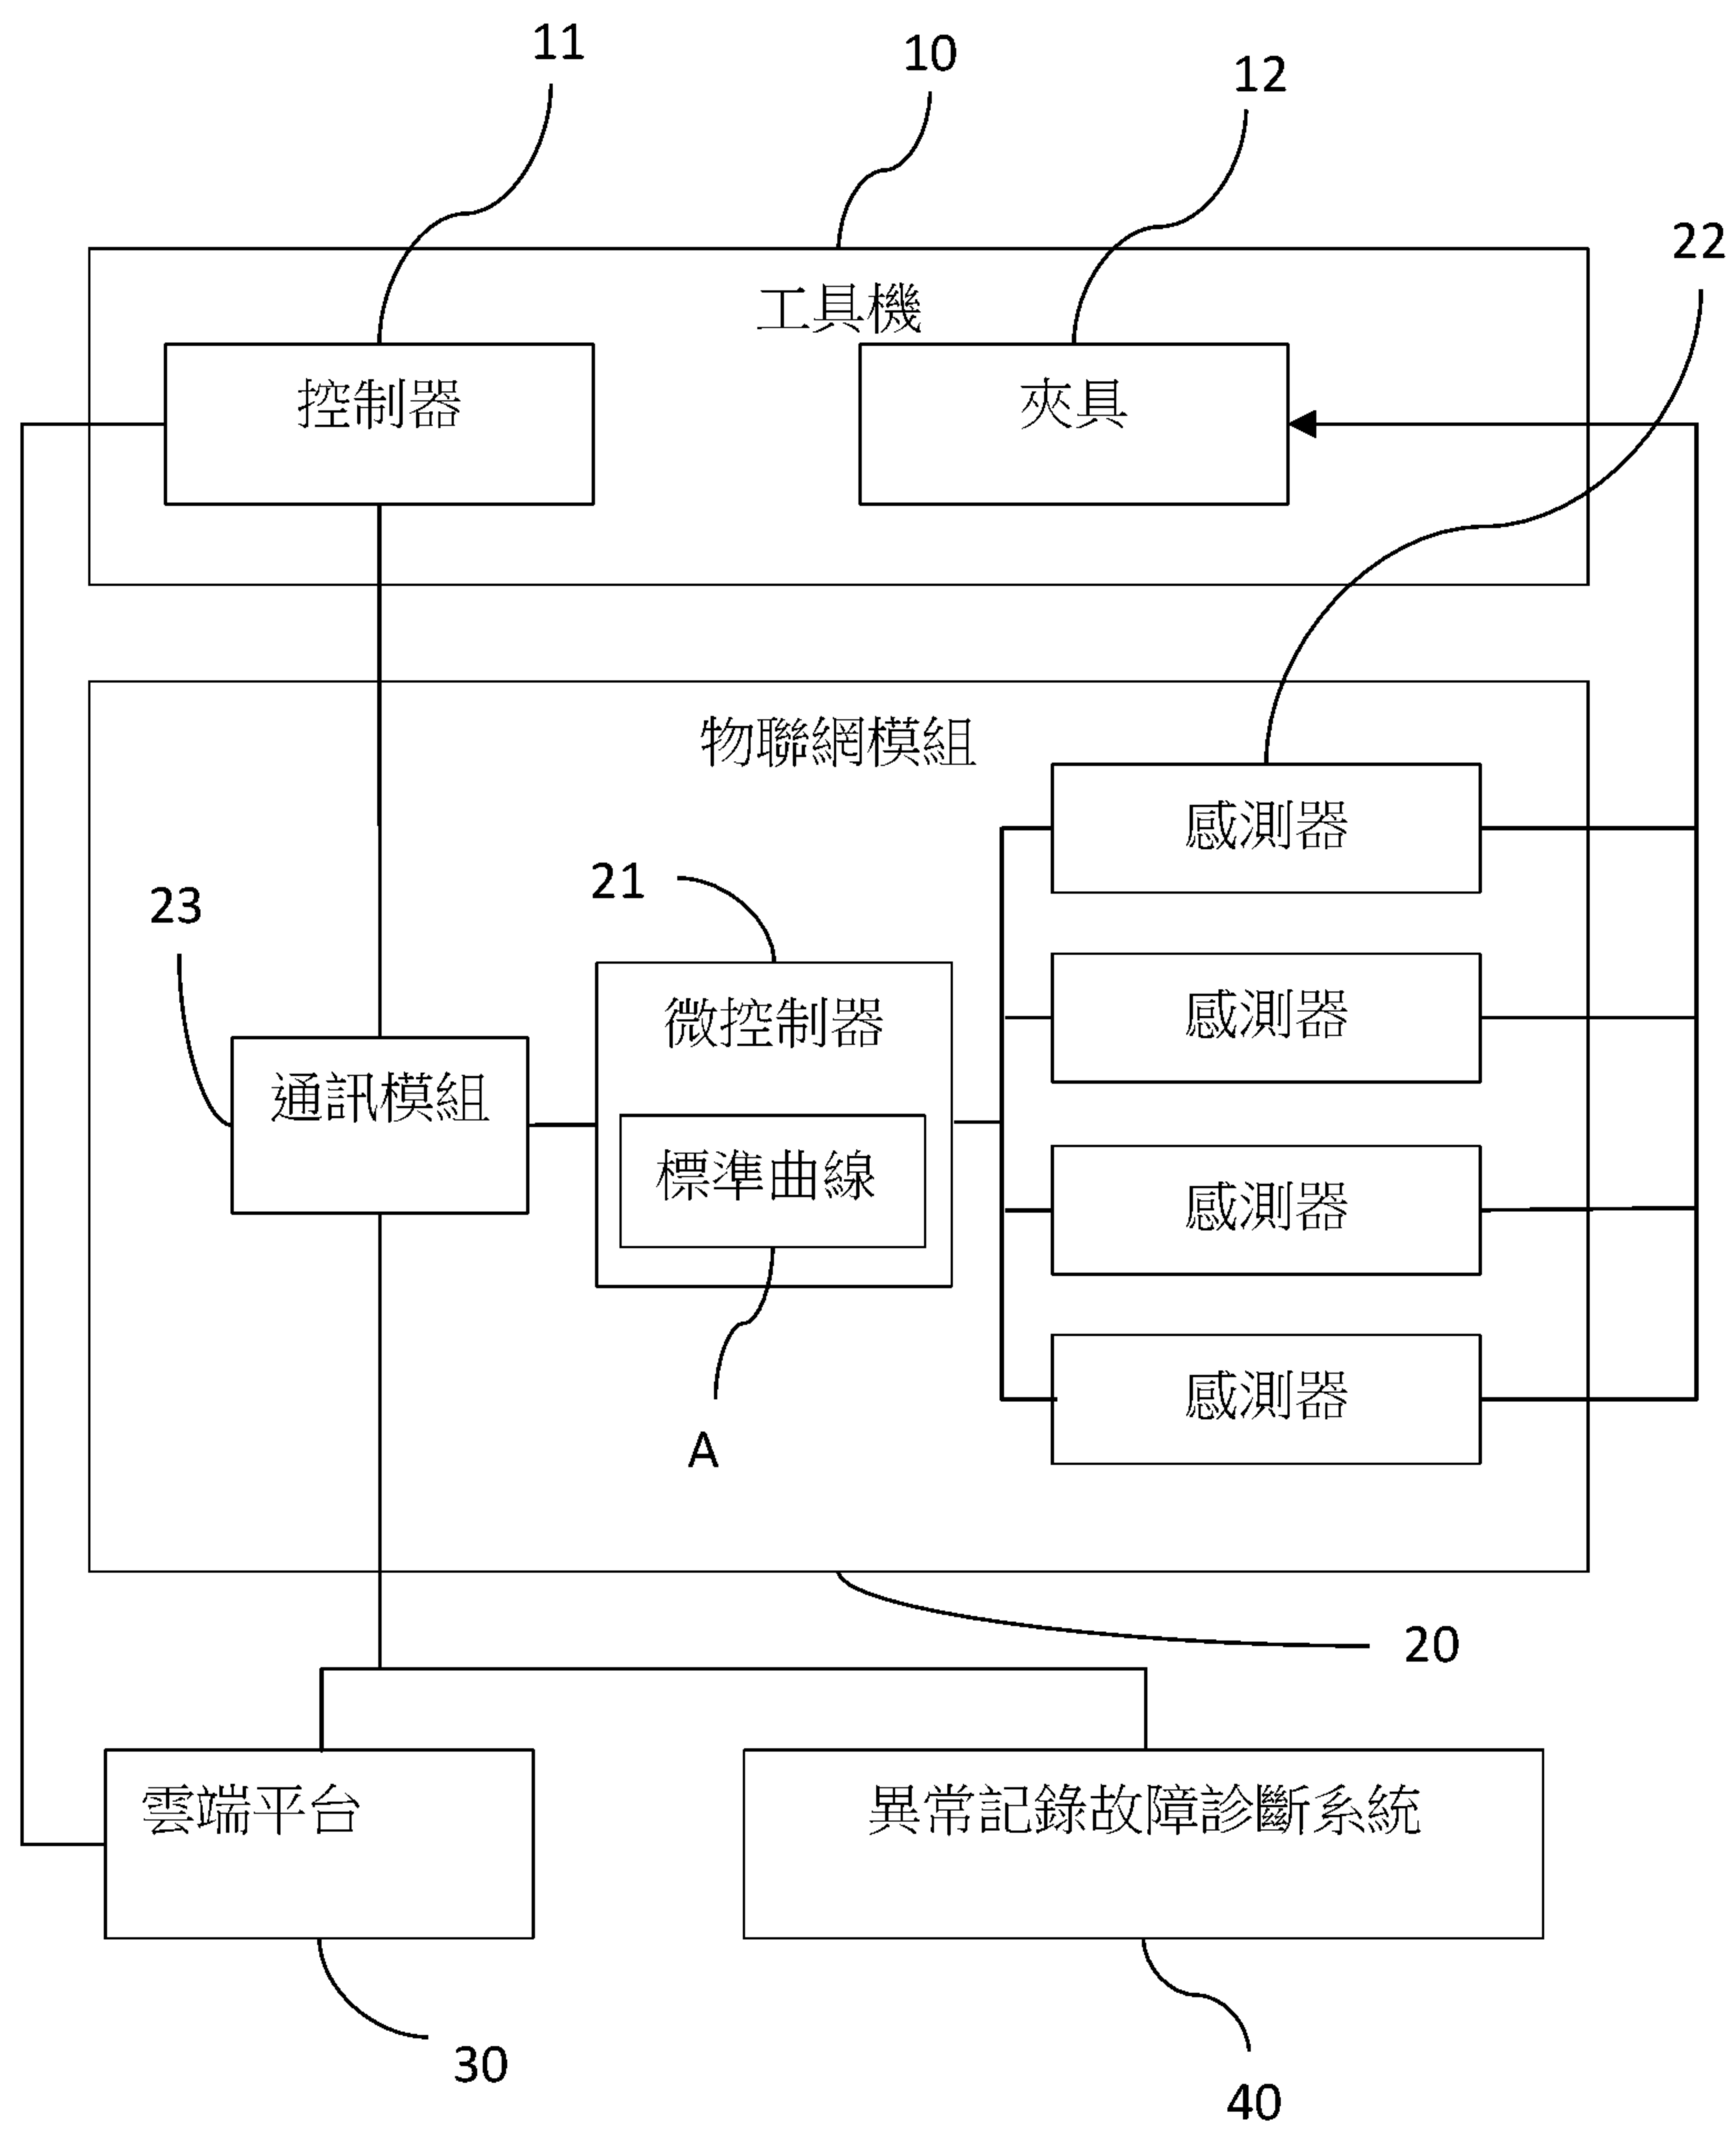 11
10
12
22
工具機
控制器
夾具
物聯網模組
感測器
21
23
微控制器
感測器
通訊模組
標準曲線
感測器
感測器
A
20
雲端平台
異常記錄故障診斷系統
30
40